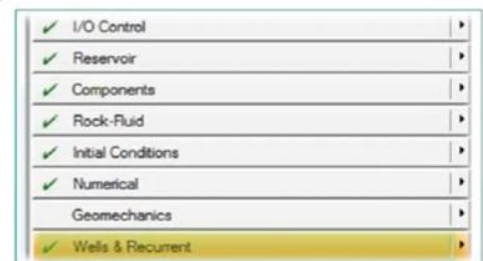 I/O Control
Reservoir
Components
Rock-Fluid
Initial Conditions
Numerical
Geomechanics
Wells & Recurrent